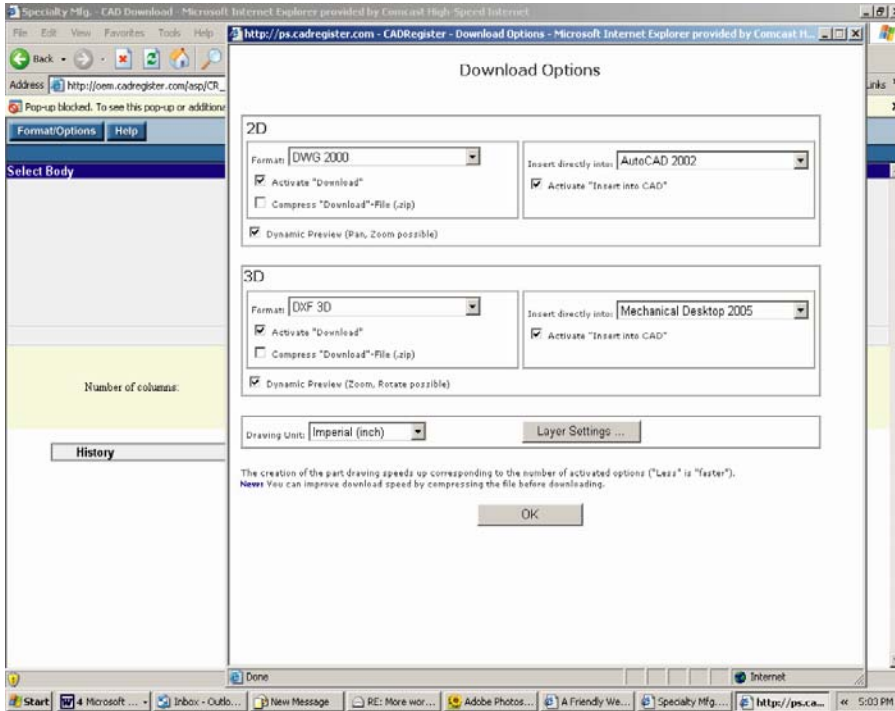 Specialty Mfg. - CAD Download - Microsoft Internet Explorer provided by Comcast High-Speed Internet
File Edit View Favorites Tools Help
Back
Address http://oem.cadregister.com/asp/CR_
Links
Pop-up blocked. To see this pop-up or additiona
Format/Options Help
Select Body
Number of columns:
History
http://ps.cadregister.com - CADRegister - Download Options - Microsoft Internet Explorer provided by Comcast H...
Download Options
2D
Format: DWG 2000
Activate "Download"
Compress "Download"-File (.zip)
Insert directly into: AutoCAD 2002
Activate "Insert into CAD"
Dynamic Preview (Pan, Zoom possible)
3D
Format: DXF 3D
Activate "Download"
Compress "Download"-File (.zip)
Insert directly into: Mechanical Desktop 2005
Activate "Insert into CAD"
Dynamic Preview (Zoom, Rotate possible)
Drawing Unit: Imperial (inch)
Layer Settings ...
The creation of the part drawing speeds up corresponding to the number of activated options ("Less" is "faster").
News: You can improve download speed by compressing the file before downloading.
OK
Done
Internet
Start
4 Microsoft ...
Inbox - Outlo...
New Message
RE: More wor...
Adobe Photos...
A Friendly We...
Specialty Mfg....
http://ps.ca...
5:03 PM